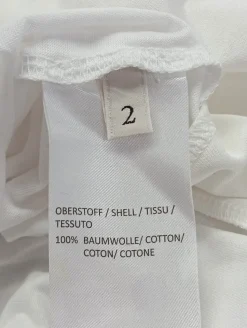 2
OBERSTOFF / SHELL / TISSU /
TESSUTO
100% BAUMWOLLE/ COTTON/
COTON/ COTONE